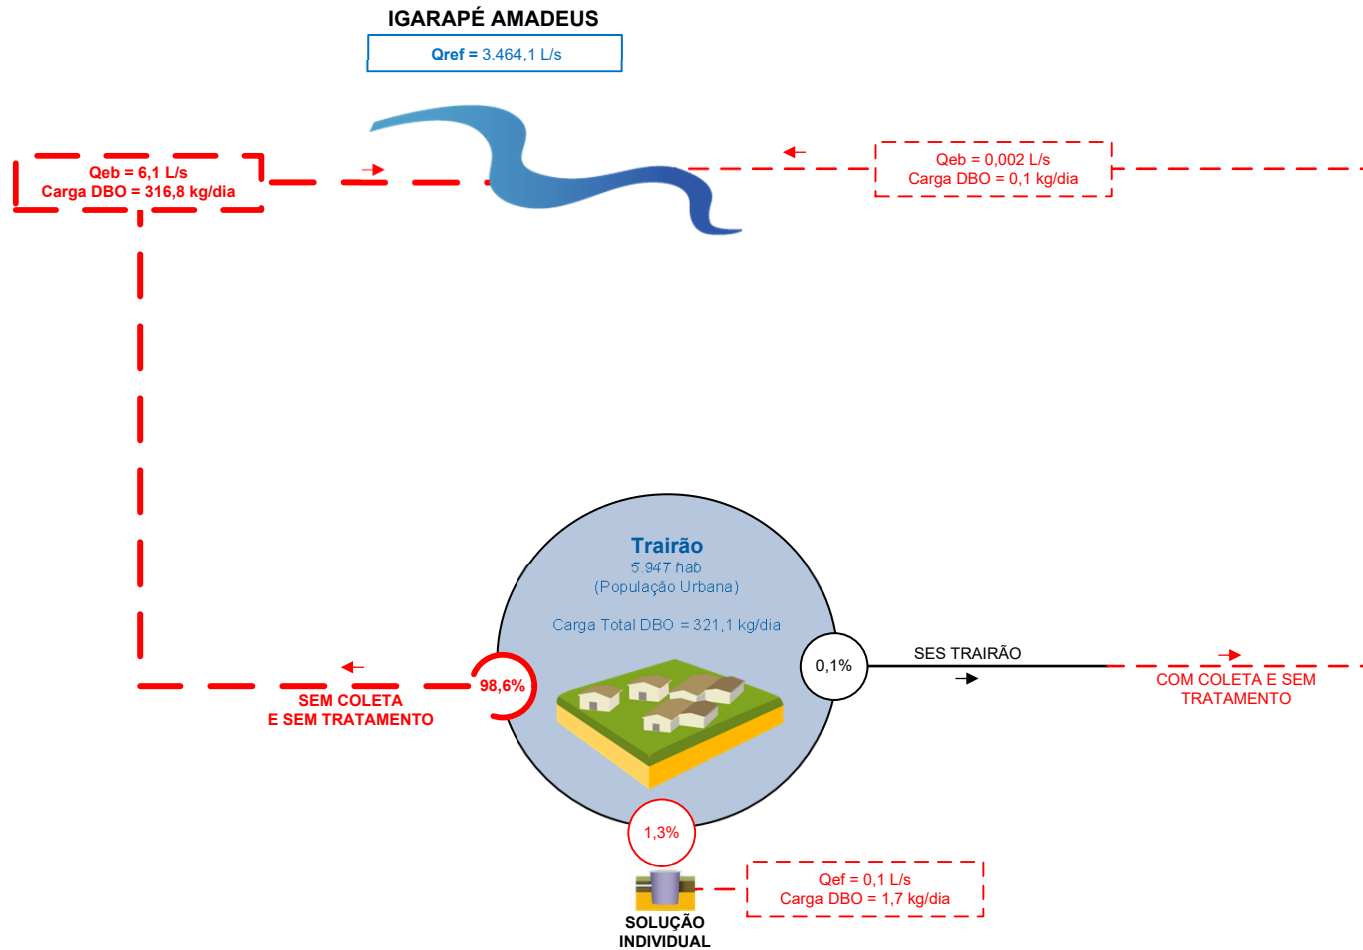 IGARAPÉ AMADEUS
Qref = 3.464,1 L/s
Qeb = 6,1 L/s
Carga DBO = 316,8 kg/dia
Qeb = 0,002 L/s
Carga DBO = 0,1 kg/dia
Trairão
5.947 hab
(População Urbana)
Carga Total DBO = 321,1 kg/dia
98,6%
SEM COLETA
E SEM TRATAMENTO
0,1%
SES TRAIRÃO
COM COLETA E SEM
TRATAMENTO
1,3%
SOLUÇÃO
INDIVIDUAL
Qef = 0,1 L/s
Carga DBO = 1,7 kg/dia